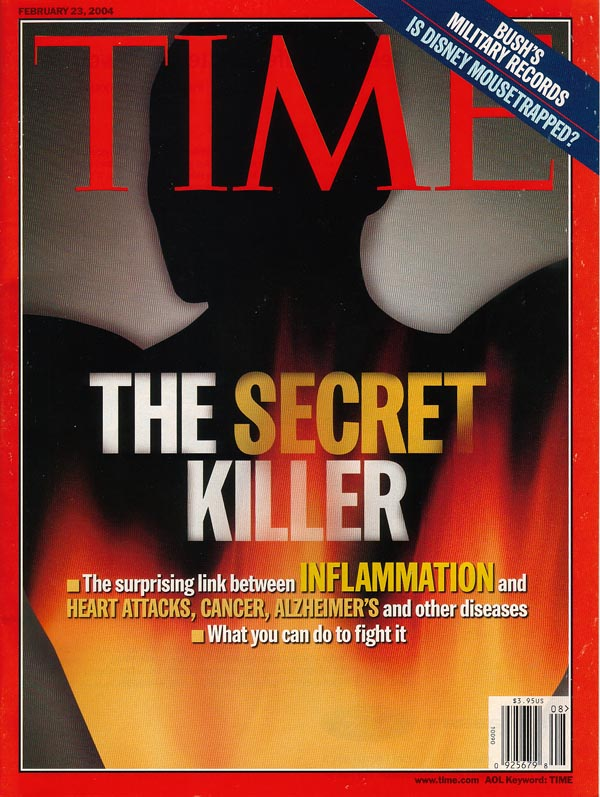 FEBRUARY 23, 2004
TIME
BUSH'S
MILITARY RECORDS
IS DISNEY MOUSETRAPPED?
THE SECRET
KILLER
■ The surprising link between INFLAMMATION and
HEART ATTACKS, CANCER, ALZHEIMER'S and other diseases
■ What you can do to fight it
$3.95US
08>
10090
0 925679 8
www.time.com AOL Keyword: TIME